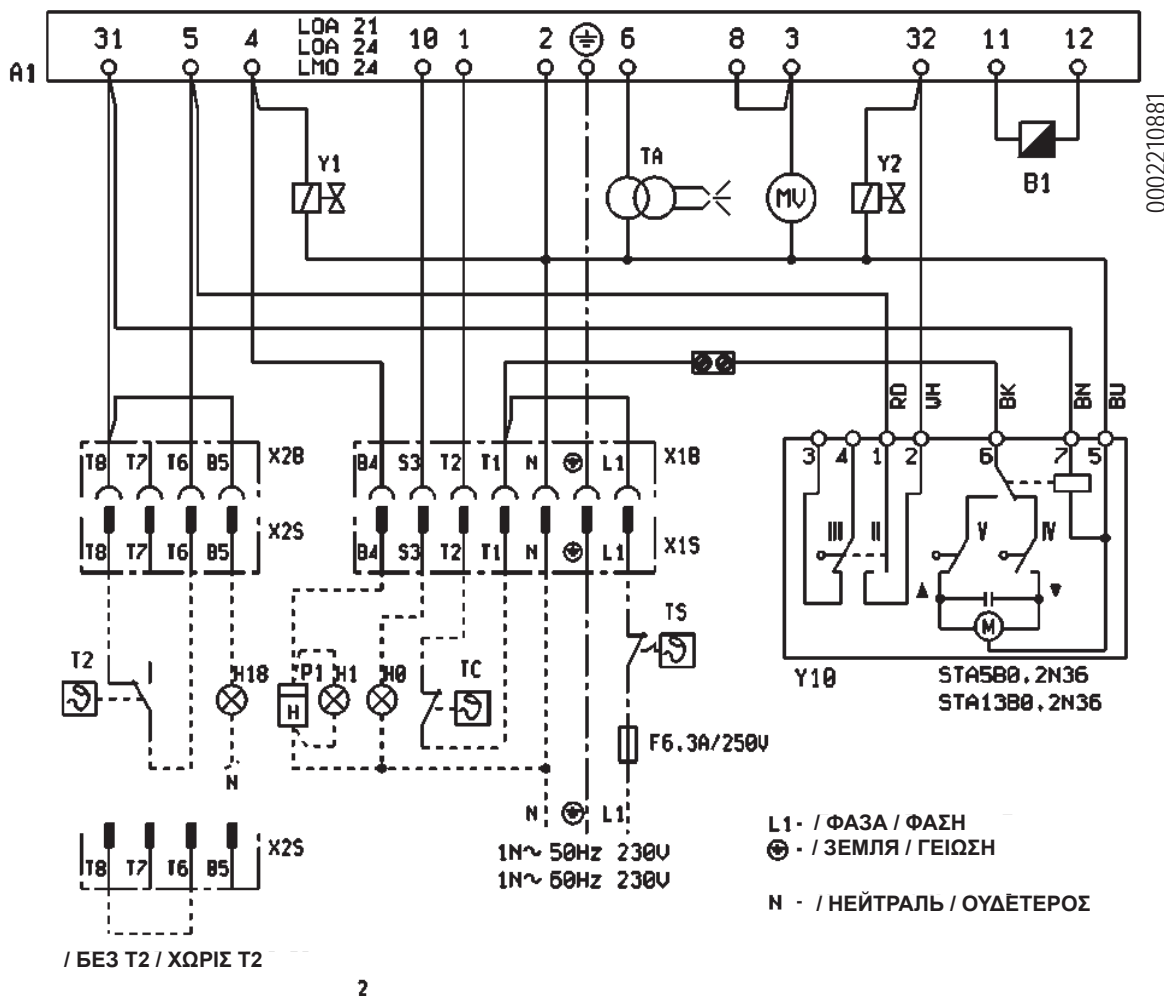 31 5 4 LOA 21 10 1 2 6 8 3 32 11 12
LOA 24
LMO 24
A1
0002210881
Y1 TA Y2
MV B1
RD WH BK BN BU
T8 T7 T6 B5 X2B B4 S3 T2 T1 N L1 X1B 3 4 1 2 6 7 5
X2S III II V IV
T8 T7 T6 B5 B4 S3 T2 T1 N L1 X1S
M
TS
T2 H18 P1 H1 H0 TC
H
Y10 STA5B0.2N36
STA13B0.2N36
F6.3A/250V
N
N L1
L1 - / ФАЗА / ΦΑΣΗ
- / ЗЕМЛЯ / ΓΕΙΩΣΗ
X2S
T8 T7 T6 B5
1N~ 50Hz 230V
1N~ 60Hz 230V
N - / НЕЙТРАЛЬ / ΟΥΔΕΤΕΡΟΣ
/ БЕЗ Т2 / ΧΩΡΙΣ Τ2
2